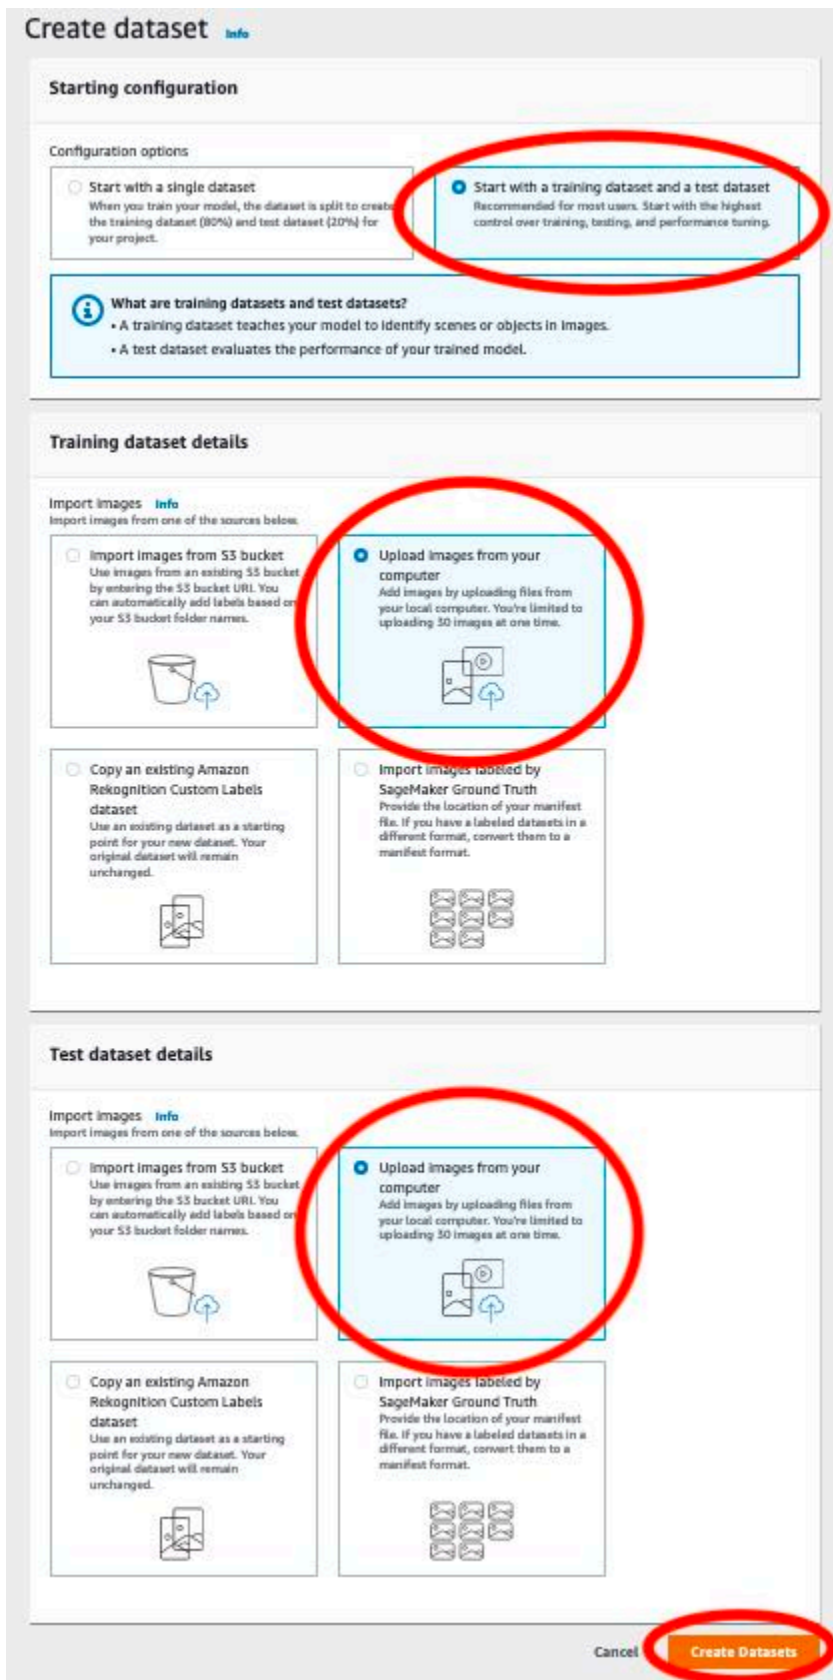 Create dataset Info
Starting configuration
Configuration options
Start with a single dataset
When you train your model, the dataset is split to create
the training dataset (80%) and test dataset (20%) for
your project.
Start with a training dataset and a test dataset
Recommended for most users. Start with the highest
control over training, testing, and performance tuning.
What are training datasets and test datasets?
• A training dataset teaches your model to identify scenes or objects in images.
• A test dataset evaluates the performance of your trained model.
Training dataset details
Import images Info
Import images from one of the sources below.
Import images from S3 bucket
Use images from an existing S3 bucket
by entering the S3 bucket URI. You
can automatically add labels based on
your S3 bucket folder names.
Upload images from your
computer
Add images by uploading files from
your local computer. You're limited to
uploading 30 images at one time.
Copy an existing Amazon
Rekognition Custom Labels
dataset
Use an existing dataset as a starting
point for your new dataset. Your
original dataset will remain
unchanged.
Import images labeled by
SageMaker Ground Truth
Provide the location of your manifest
file. If you have a labeled datasets in a
different format, convert them to a
manifest format.
Test dataset details
Import images Info
Import images from one of the sources below.
Import images from S3 bucket
Use images from an existing S3 bucket
by entering the S3 bucket URI. You
can automatically add labels based on
your S3 bucket folder names.
Upload images from your
computer
Add images by uploading files from
your local computer. You're limited to
uploading 30 images at one time.
Copy an existing Amazon
Rekognition Custom Labels
dataset
Use an existing dataset as a starting
point for your new dataset. Your
original dataset will remain
unchanged.
Import images labeled by
SageMaker Ground Truth
Provide the location of your manifest
file. If you have a labeled datasets in a
different format, convert them to a
manifest format.
Cancel Create Datasets